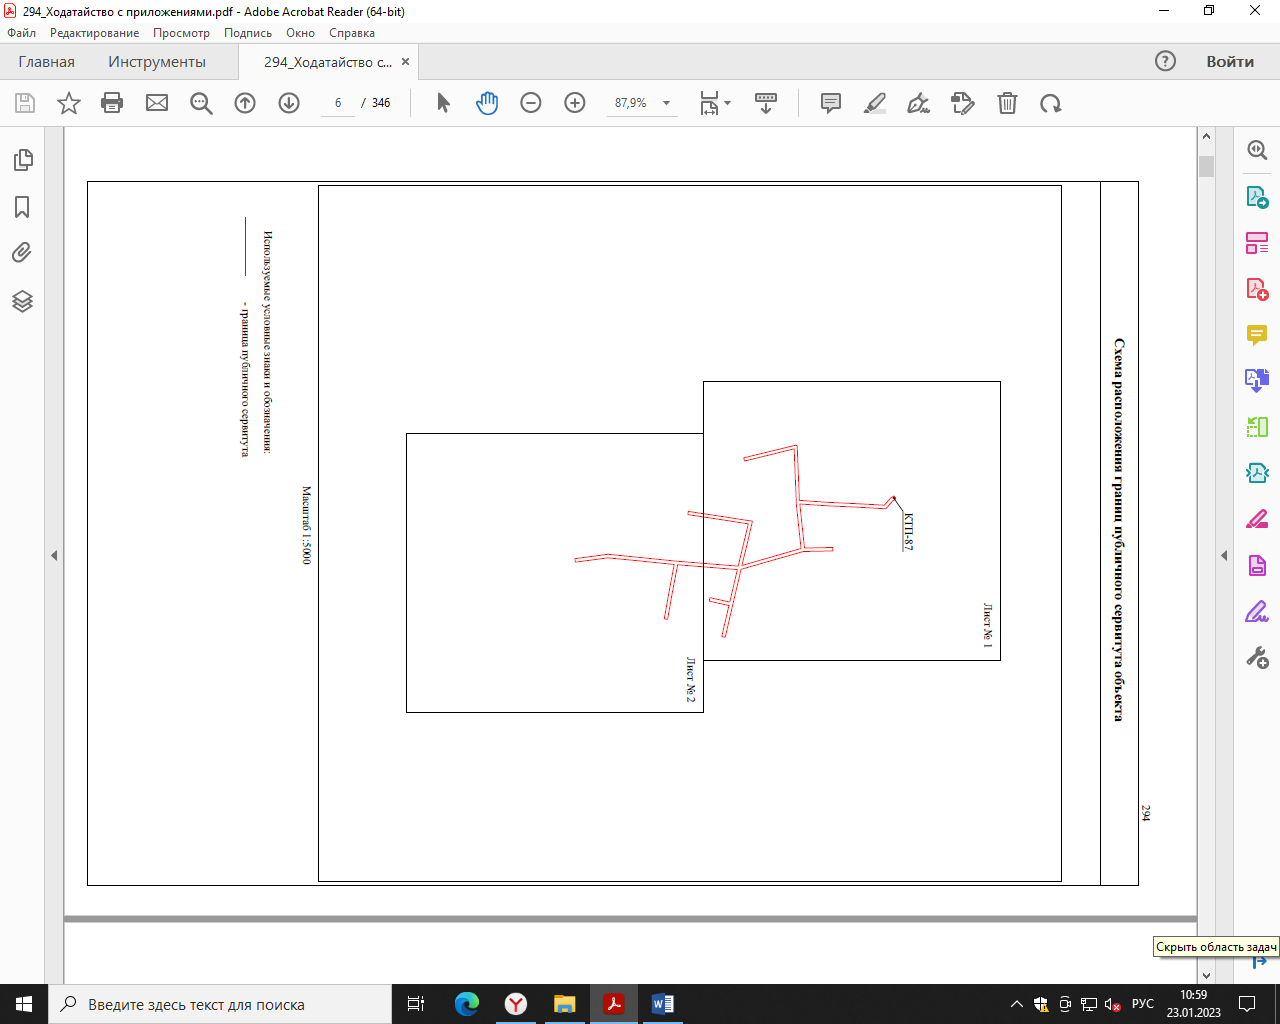 294_Ходатайство с приложениями.pdf - Adobe Acrobat Reader (64-bit)
Файл Редактирование Просмотр Подпись Окно Справка
Главная Инструменты 294_Ходатайство с... × Войти
6 / 346 87,9%
294
Схема расположения границ публичного сервитута объекта
Лист № 1
КТП-87
Лист № 2
Масштаб 1:5000
Используемые условные знаки и обозначения:
- граница публичного сервитута
Скрыть область задач
Введите здесь текст для поиска
РУС
10:59
23.01.2023